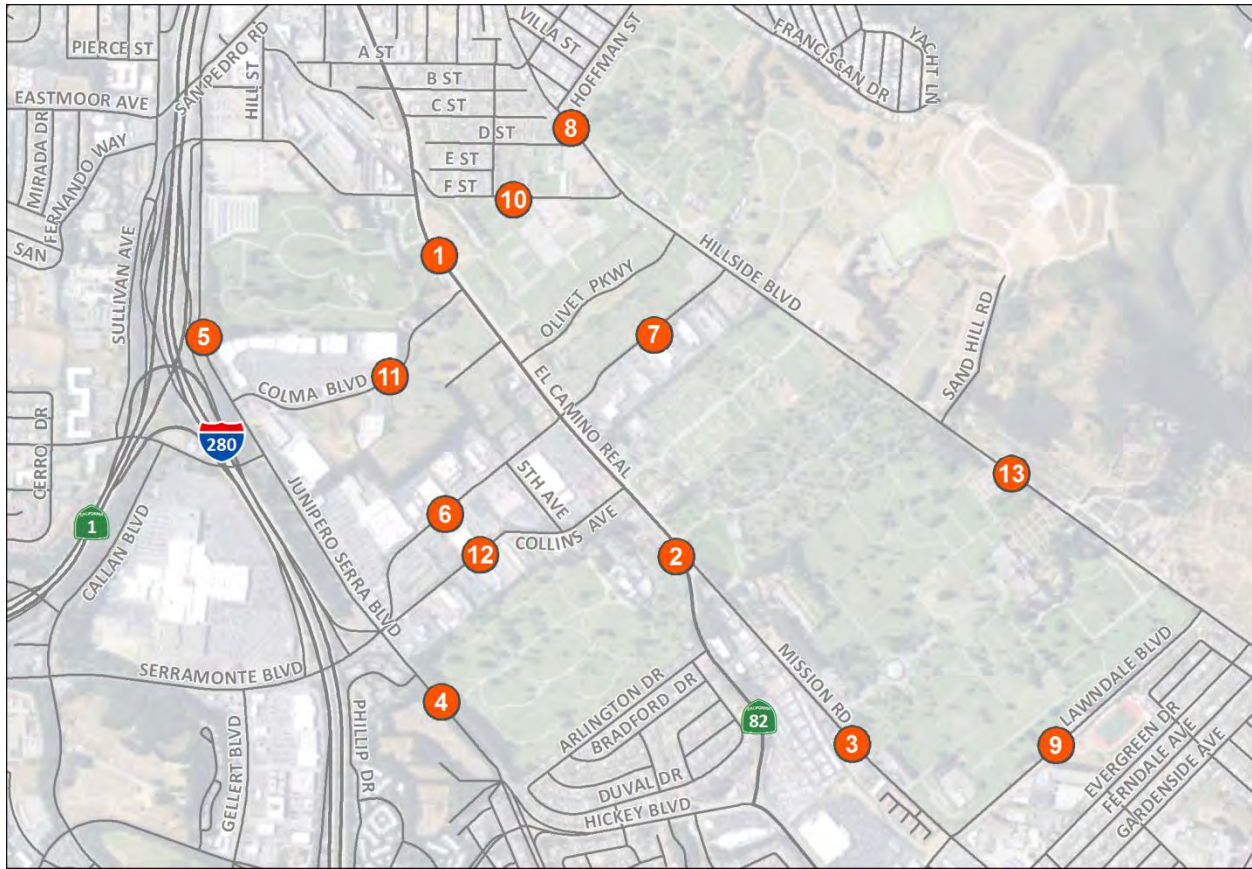 PIERCE ST
SAN PEDRO RD
HILL ST
A ST
VILLA ST
HOFFMAN ST
FRANCISCAN DR
YACHT LN
EASTMOOR AVE
B ST
C ST
MIRADA DR
SAN FERNANDO WAY
D ST
8
E ST
F ST
10
SULLIVAN AVE
1
HILLSIDE BLVD
OLIVET PKWY
SAND HILL RD
5
7
COLMA BLVD
11
EL CAMINO REAL
CERRO DR
280
CALIFORNIA
1
CALLAN BLVD
JUNIPERO SERRA BLVD
5TH AVE
13
6
12
COLLINS AVE
2
SERRAMONTE BLVD
PHILLIP DR
GELLERT BLVD
4
ARLINGTON DR
BRADFORD DR
CALIFORNIA
82
MISSION RD
3
LAWNDALE BLVD
9
DUVAL DR
HICKEY BLVD
EVERGREEN DR
FERNDALE AVE
GARDENSIDE AVE